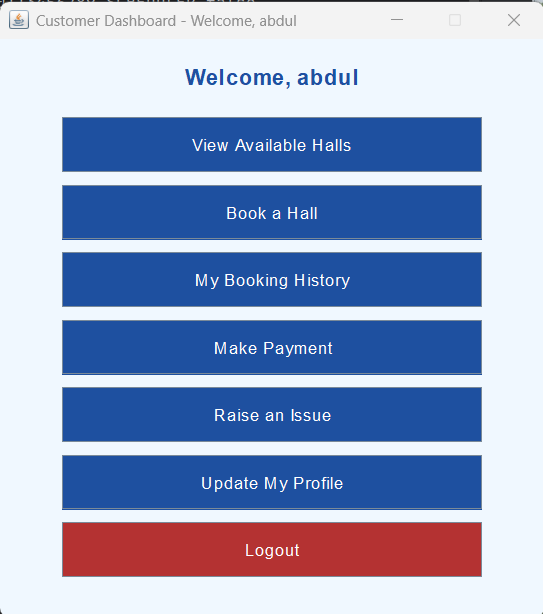 Customer Dashboard - Welcome, abdul
Welcome, abdul
View Available Halls
Book a Hall
My Booking History
Make Payment
Raise an Issue
Update My Profile
Logout